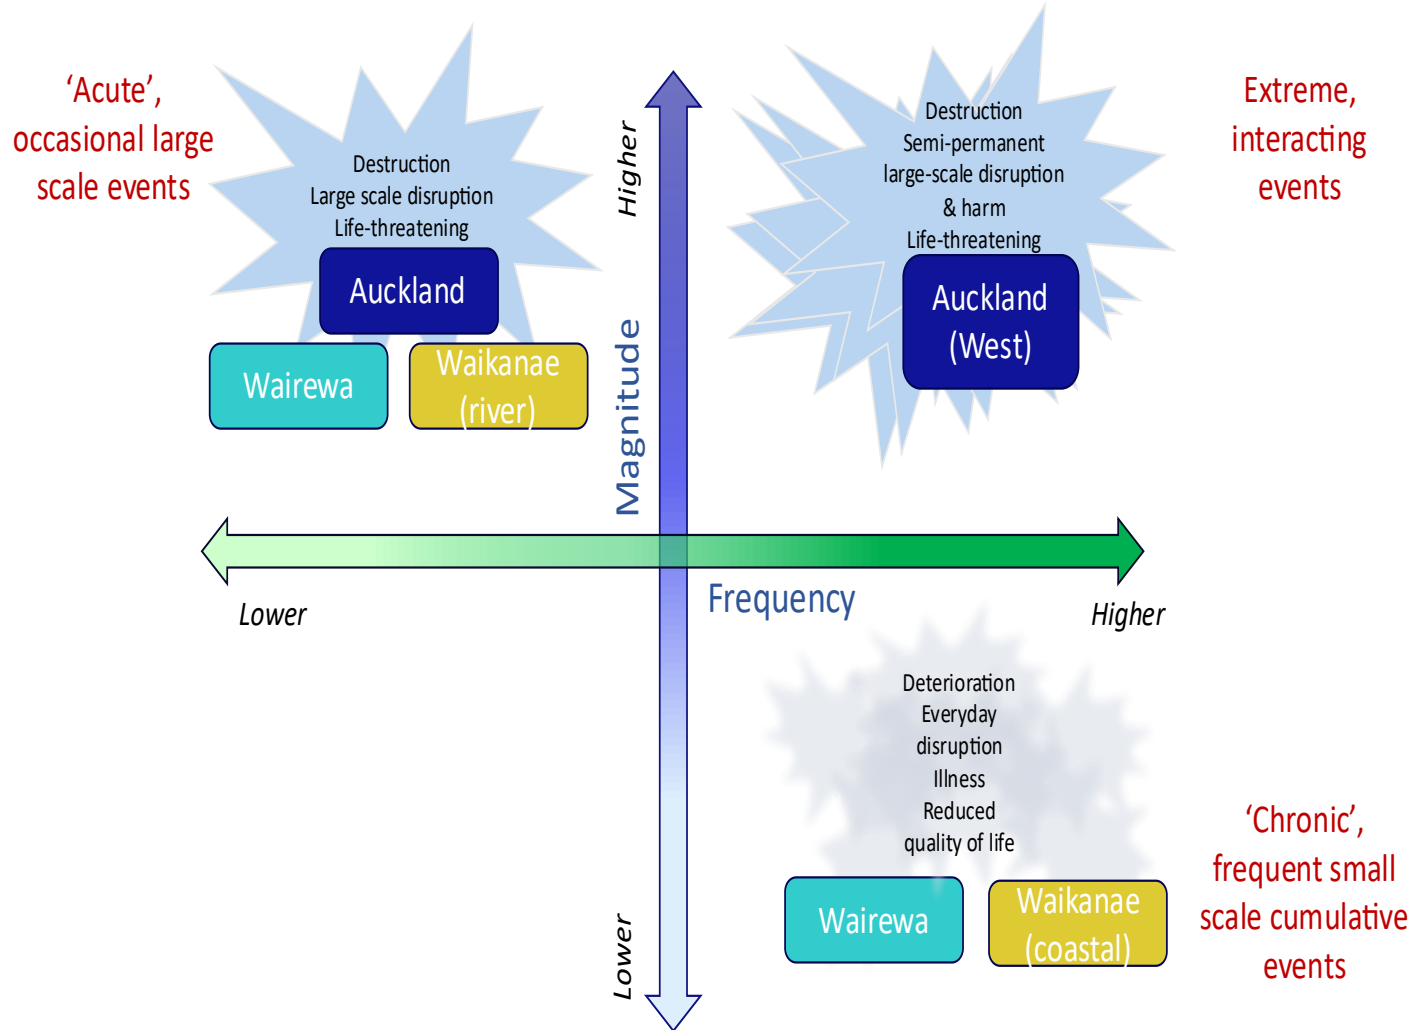 ‘Acute’,
occasional large
scale events
Destruction
Large scale disruption
Life-threatening
Auckland
Wairewa
Waikanae
(river)
Higher
Magnitude
Lower
Destruction
Semi-permanent
large-scale disruption
& harm
Life-threatening
Auckland
(West)
Extreme,
interacting
events
Lower
Frequency
Higher
Deterioration
Everyday
disruption
Illness
Reduced
quality of life
Wairewa
Waikanae
(coastal)
‘Chronic’,
frequent small
scale cumulative
events